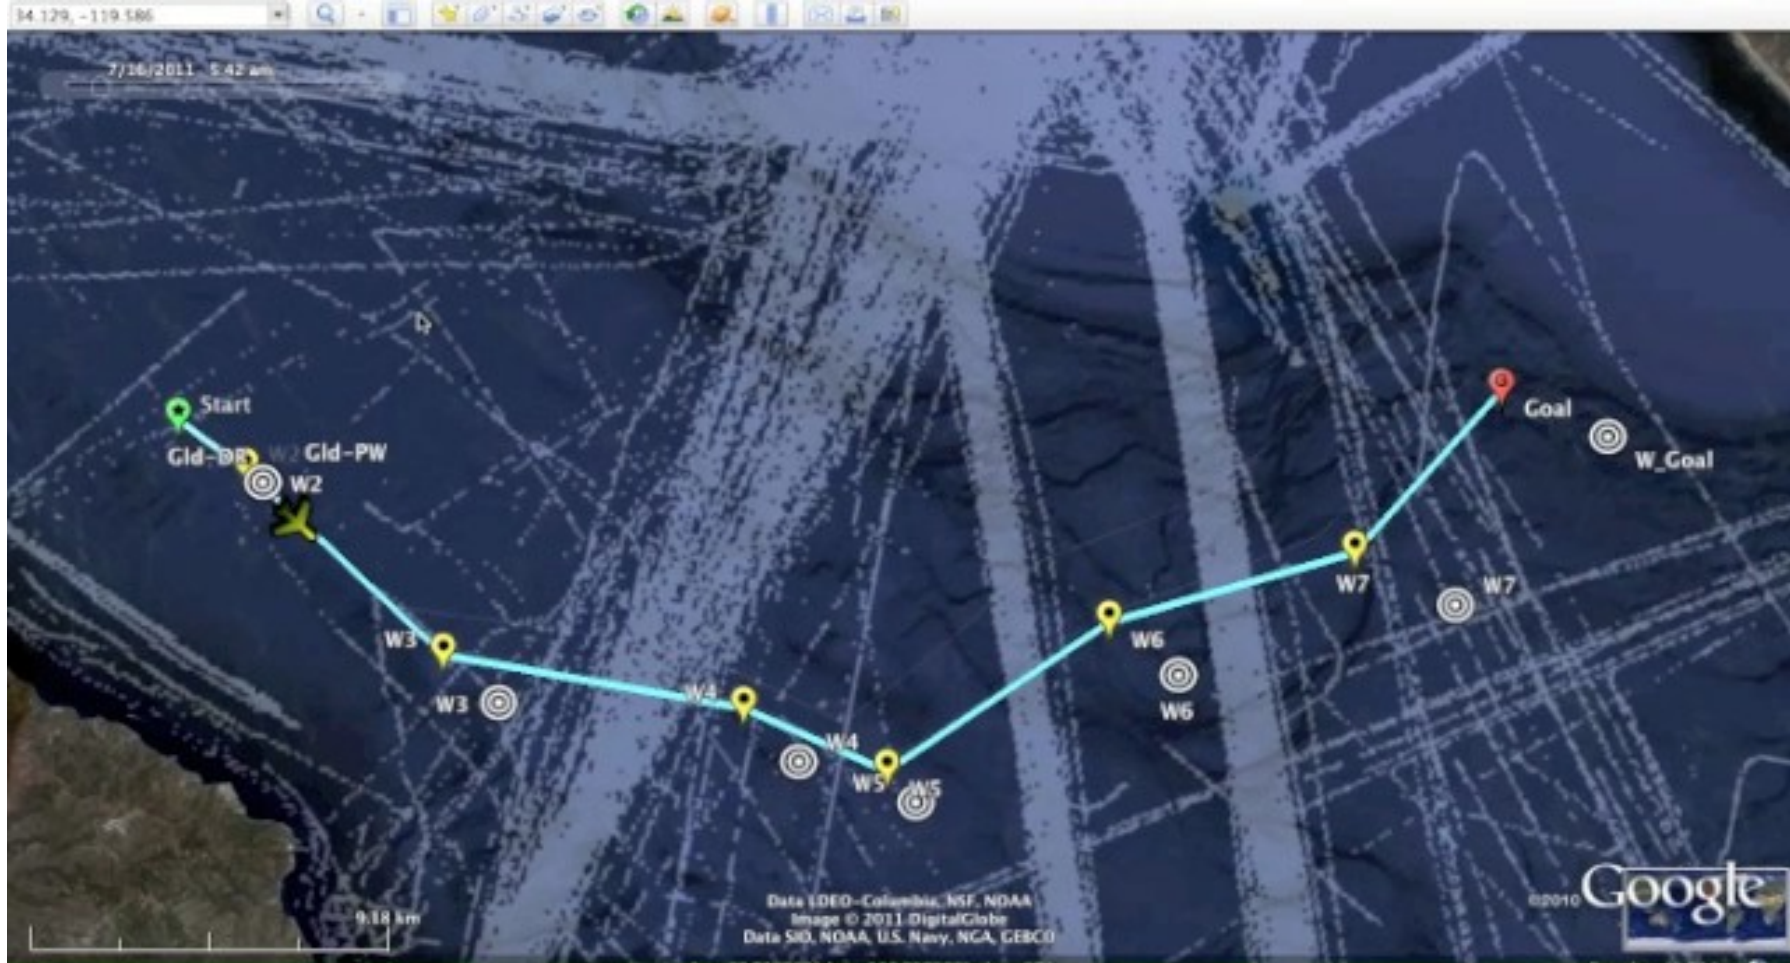 34.129, -119.586
7/16/2011 5:42 am
Start
Goal
Gld-DR
W2
Gld-PW
W_Goal
W2
W7
W7
W3
W6
W4
W3
W6
W4
W5
W5
Google
©2010
Data LDEO-Columbia, NSF, NOAA
9.18 km
Image © 2011 DigitalGlobe
Data SIO, NOAA, U.S. Navy, NGA, GEBCO